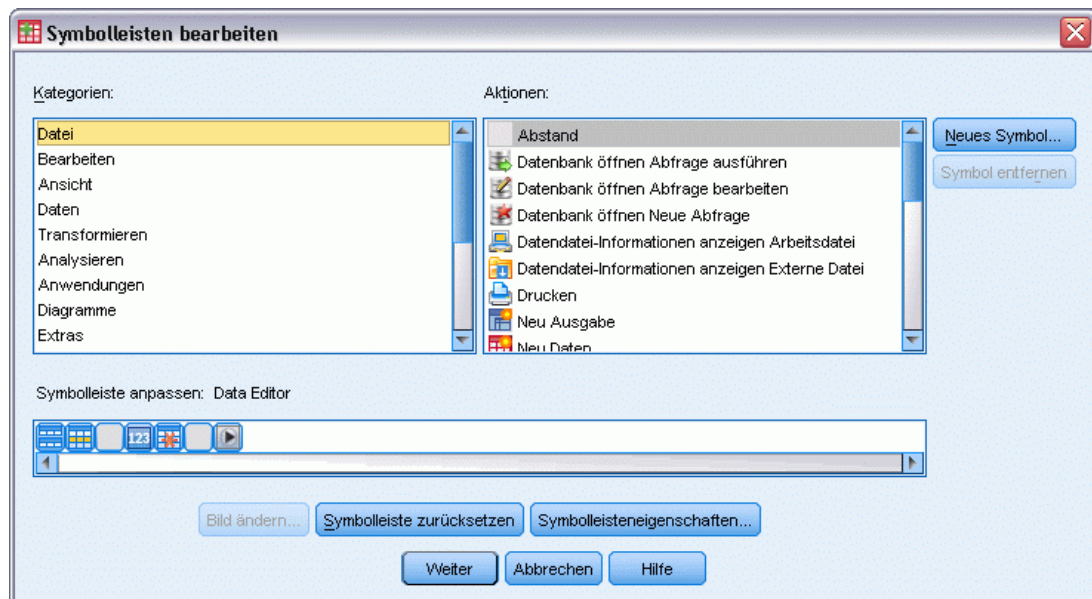 Symbolleisten bearbeiten
Kategorien:
Aktionen:
Datei
Bearbeiten
Ansicht
Daten
Transformieren
Analysieren
Anwendungen
Diagramme
Extras
Abstand
Datenbank öffnen Abfrage ausführen
Datenbank öffnen Abfrage bearbeiten
Datenbank öffnen Neue Abfrage
Datendatei-Informationen anzeigen Arbeitsdatei
Datendatei-Informationen anzeigen Externe Datei
Drucken
Neu Ausgabe
Neu Daten
Neues Symbol...
Symbol entfernen
Symbolleiste anpassen: Data Editor
123
Bild ändern...
Symbolleiste zurücksetzen
Symbolleisteneigenschaften...
Weiter
Abbrechen
Hilfe